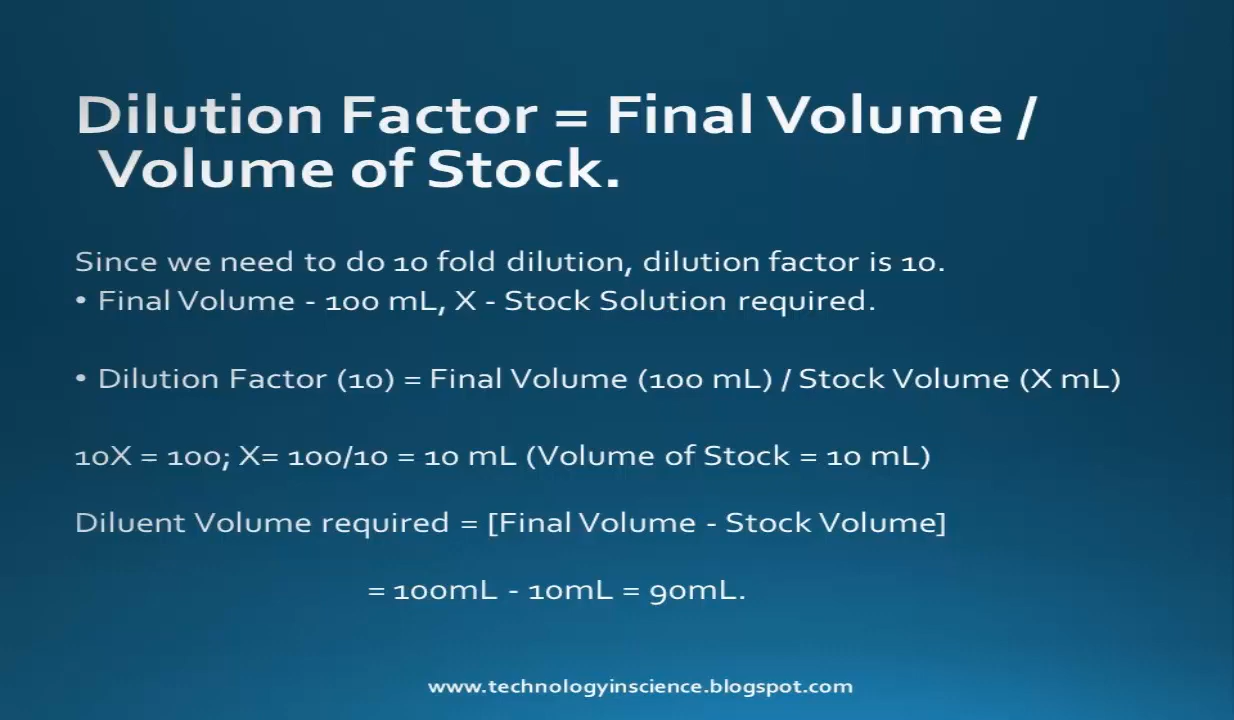 Dilution Factor = Final Volume /
Volume of Stock.
Since we need to do 10 fold dilution, dilution factor is 10.
• Final Volume - 100 mL, X - Stock Solution required.
• Dilution Factor (10) = Final Volume (100 mL) / Stock Volume (X mL)
10X = 100; X= 100/10 = 10 mL (Volume of Stock = 10 mL)
Diluent Volume required = [Final Volume - Stock Volume]
= 100mL - 10mL = 90mL.
www.technologyinscience.blogspot.com